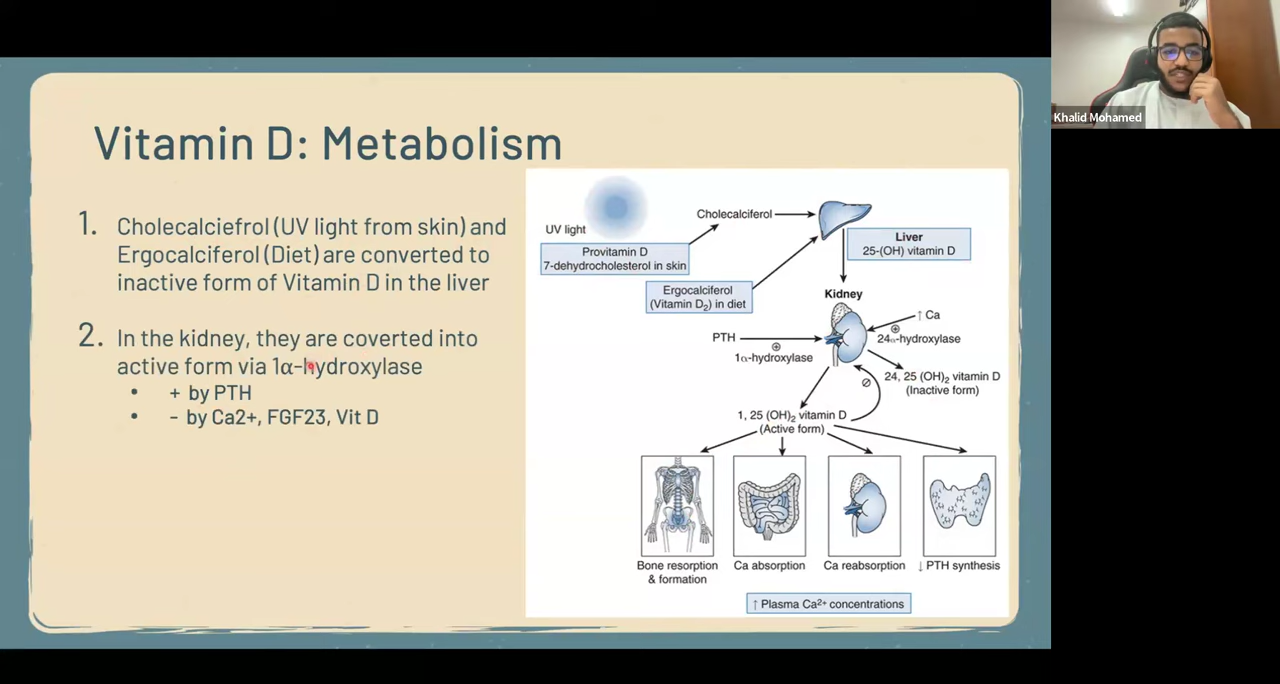 Khalid Mohamed
Vitamin D: Metabolism
1. Cholecalciefrol (UV light from skin) and
Ergocalciferol (Diet) are converted to
inactive form of Vitamin D in the liver
2. In the kidney, they are coverted into
active form via 1α-hydroxylase
• + by PTH
• - by Ca2+, FGF23, Vit D
UV light
Provitamin D
7-dehydrocholesterol in skin
Cholecalciferol
Ergocalciferol
(Vitamin D₂) in diet
Liver
25-(OH) vitamin D
Kidney
PTH
⊕
1α-hydroxylase
↑ Ca
⊕
24α-hydroxylase
24, 25 (OH)₂ vitamin D
(Inactive form)
⊘
1, 25 (OH)₂ vitamin D
(Active form)
Bone resorption
& formation
Ca absorption
Ca reabsorption
↓ PTH synthesis
↑ Plasma Ca²⁺ concentrations